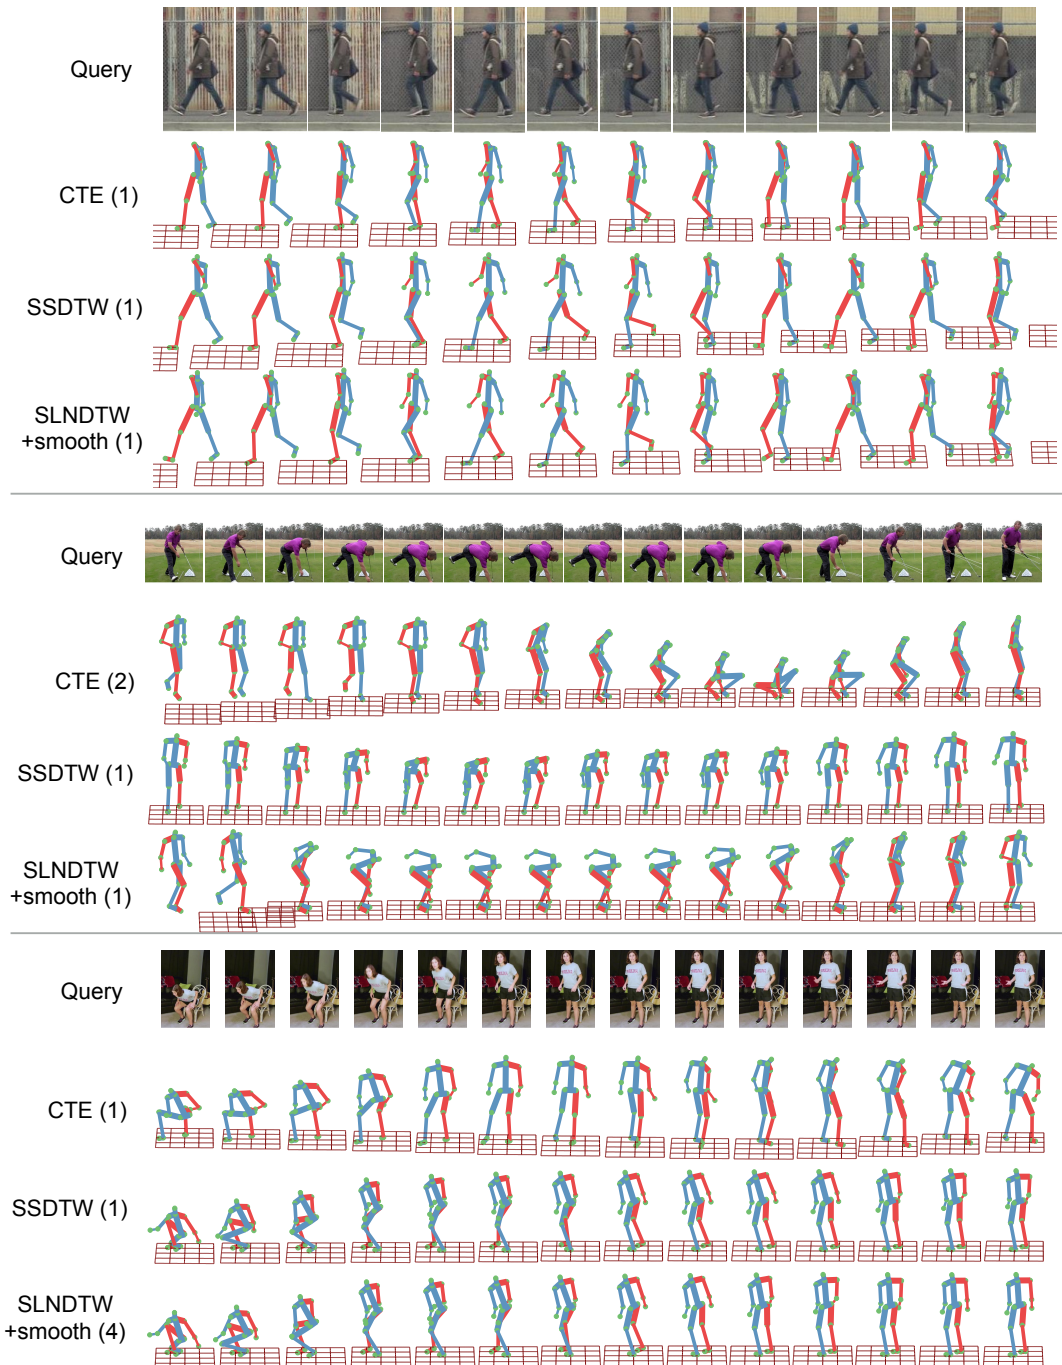 Query
CTE (1)
SSDTW (1)
SLNDTW
+smooth (1)
Query
CTE (2)
SSDTW (1)
SLNDTW
+smooth (1)
Query
CTE (1)
SSDTW (1)
SLNDTW
+smooth (4)